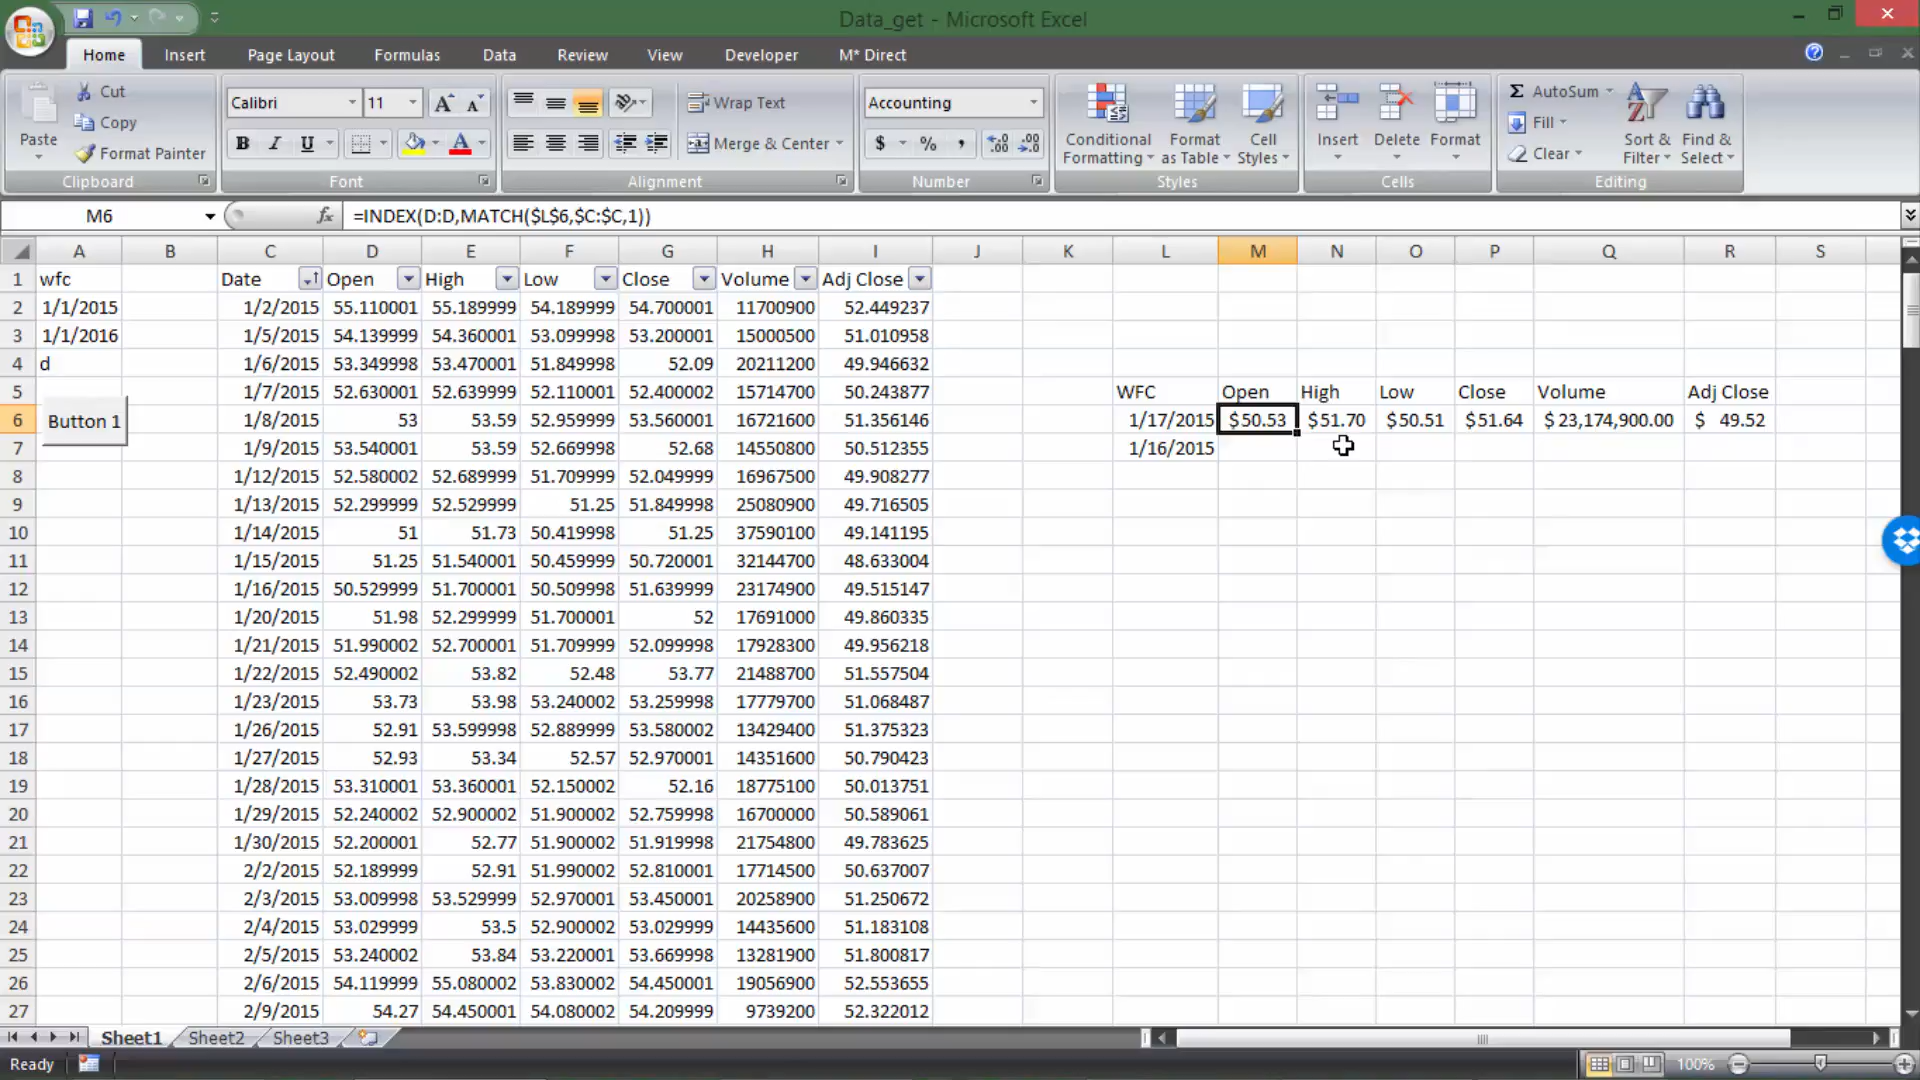 Data_get - Microsoft Excel
Home Insert Page Layout Formulas Data Review View Developer M* Direct
Paste Cut Copy Format Painter Clipboard
Calibri 11 B I U Font
Wrap Text Merge & Center Alignment
Accounting $ % , Number
Conditional Formatting Format as Table Cell Styles Styles
Insert Delete Format Cells
Σ AutoSum Fill Clear Sort & Filter Find & Select Editing
M6 fx =INDEX(D:D,MATCH($L$6,$C:$C,1))
A B C D E F G H I J K L M N O P Q R S
1 wfc Date Open High Low Close Volume Adj Close
2 1/1/2015 1/2/2015 55.110001 55.189999 54.189999 54.700001 11700900 52.449237
3 1/1/2016 1/5/2015 54.139999 54.360001 53.099998 53.200001 15000500 51.010958
4 d 1/6/2015 53.349998 53.470001 51.849998 52.09 20211200 49.946632
5 1/7/2015 52.630001 52.639999 52.110001 52.400002 15714700 50.243877 WFC Open High Low Close Volume Adj Close
6 Button 1 1/8/2015 53 53.59 52.959999 53.560001 16721600 51.356146 1/17/2015 $50.53 $51.70 $50.51 $51.64 $23,174,900.00 $ 49.52
7 1/9/2015 53.540001 53.59 52.669998 52.68 14550800 50.512355 1/16/2015
8 1/12/2015 52.580002 52.689999 51.709999 52.049999 16967500 49.908277
9 1/13/2015 52.299999 52.529999 51.25 51.849998 25080900 49.716505
10 1/14/2015 51 51.73 50.419998 51.25 37590100 49.141195
11 1/15/2015 51.25 51.540001 50.459999 50.720001 32144700 48.633004
12 1/16/2015 50.529999 51.700001 50.509998 51.639999 23174900 49.515147
13 1/20/2015 51.98 52.299999 51.700001 52 17691000 49.860335
14 1/21/2015 51.990002 52.700001 51.709999 52.099998 17928300 49.956218
15 1/22/2015 52.490002 53.82 52.48 53.77 21488700 51.557504
16 1/23/2015 53.73 53.98 53.240002 53.259998 17779700 51.068487
17 1/26/2015 52.91 53.599998 52.889999 53.580002 13429400 51.375323
18 1/27/2015 52.93 53.34 52.57 52.970001 14351600 50.790423
19 1/28/2015 53.310001 53.360001 52.150002 52.16 18775100 50.013751
20 1/29/2015 52.240002 52.900002 51.900002 52.759998 16700000 50.589061
21 1/30/2015 52.200001 52.77 51.900002 51.919998 21754800 49.783625
22 2/2/2015 52.189999 52.91 51.990002 52.810001 17714500 50.637007
23 2/3/2015 53.009998 53.529999 52.970001 53.450001 20258900 51.250672
24 2/4/2015 53.029999 53.5 52.900002 53.029999 14435600 51.183108
25 2/5/2015 53.240002 53.84 53.220001 53.669998 13281900 51.800817
26 2/6/2015 54.119999 55.080002 53.830002 54.450001 19056900 52.553655
27 2/9/2015 54.27 54.450001 54.080002 54.209999 9739200 52.322012
Sheet1 Sheet2 Sheet3
Ready 100%